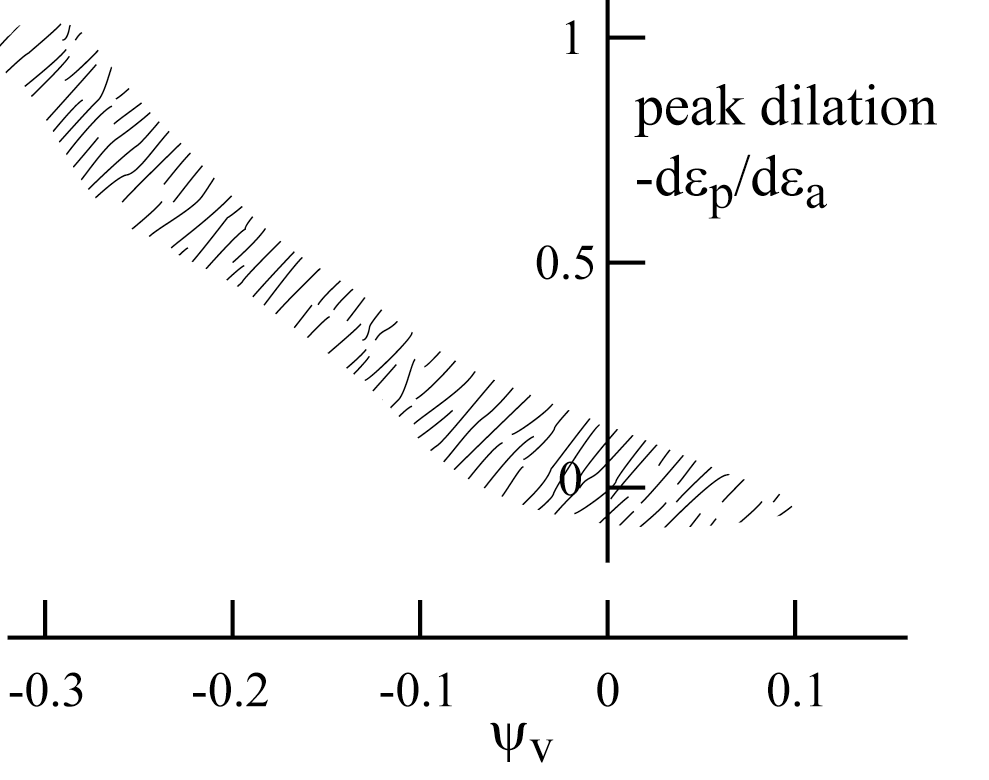 1
peak dilation
-dεp/dεa
0.5
0
-0.3 -0.2 -0.1 0 0.1
ψv